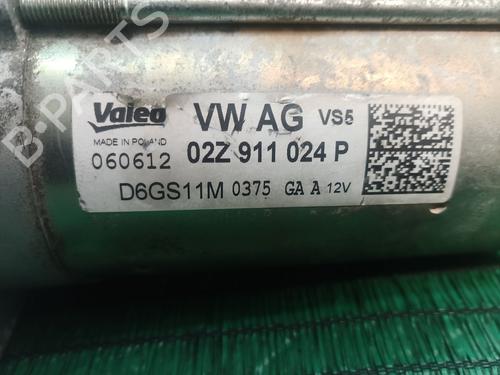 B-PARTS
Valeo VW AG VS5
MADE IN POLAND
060612 02Z 911 024 P
D6GS11M 0375 GA A 12V